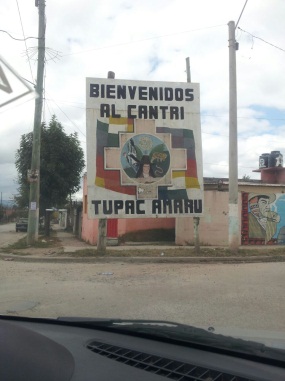 BIENVENIDOS
AL CANTRI
TUPAC AMARU